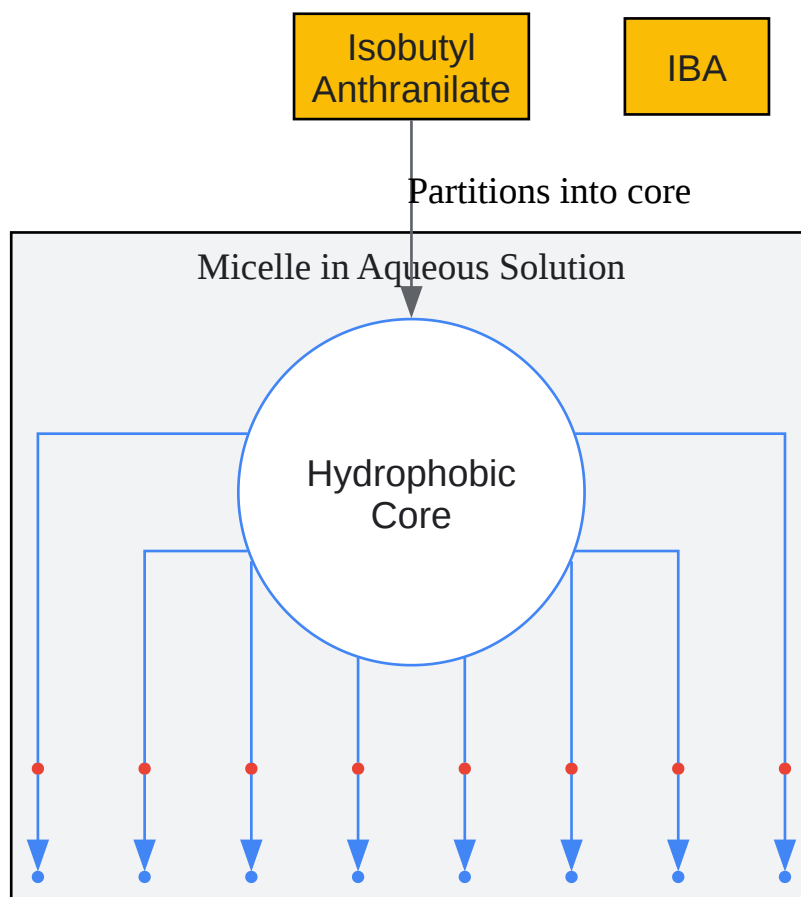 Isobutyl
Anthranilate
IBA
Partitions into core
Micelle in Aqueous Solution
Hydrophobic
Core